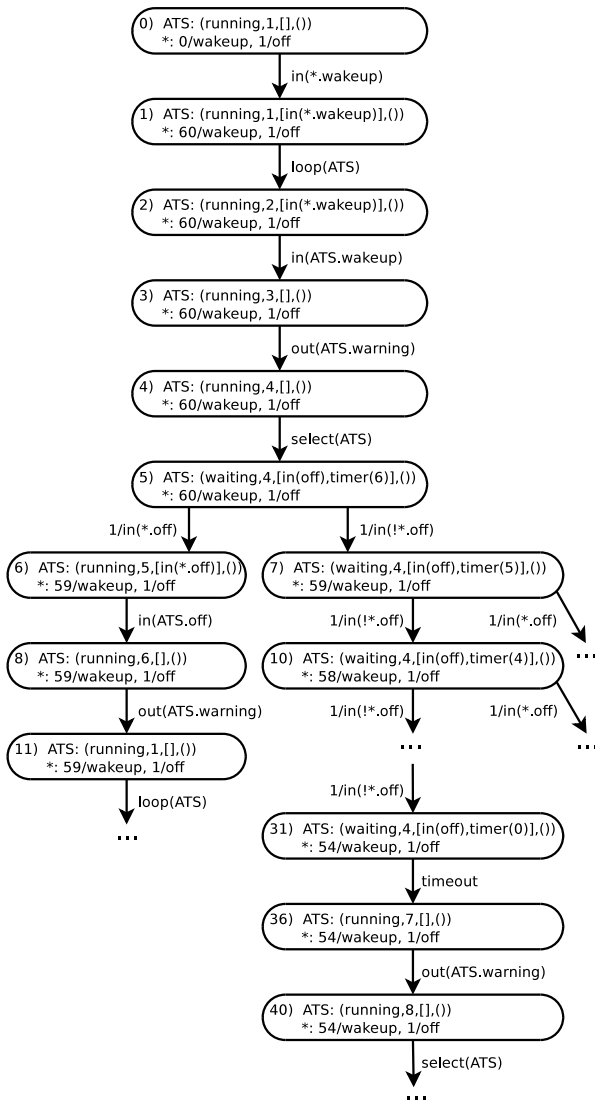 0) ATS: (running,1,[],())
*: 0/wakeup, 1/off
in(*.wakeup)
1) ATS: (running,1,[in(*.wakeup)],())
*: 60/wakeup, 1/off
loop(ATS)
2) ATS: (running,2,[in(*.wakeup)],())
*: 60/wakeup, 1/off
in(ATS.wakeup)
3) ATS: (running,3,[],())
*: 60/wakeup, 1/off
out(ATS.warning)
4) ATS: (running,4,[],())
*: 60/wakeup, 1/off
select(ATS)
5) ATS: (waiting,4,[in(off),timer(6)],())
*: 60/wakeup, 1/off
1/in(*.off)
1/in(!*.off)
6) ATS: (running,5,[in(*.off)],())
*: 59/wakeup, 1/off
7) ATS: (waiting,4,[in(off),timer(5)],())
*: 59/wakeup, 1/off
in(ATS.off)
1/in(!*.off)
1/in(*.off)
...
8) ATS: (running,6,[],())
*: 59/wakeup, 1/off
10) ATS: (waiting,4,[in(off),timer(4)],())
*: 58/wakeup, 1/off
out(ATS.warning)
1/in(!*.off)
1/in(*.off)
...
...
11) ATS: (running,1,[],())
*: 59/wakeup, 1/off
loop(ATS)
...
1/in(!*.off)
31) ATS: (waiting,4,[in(off),timer(0)],())
*: 54/wakeup, 1/off
timeout
36) ATS: (running,7,[],())
*: 54/wakeup, 1/off
out(ATS.warning)
40) ATS: (running,8,[],())
*: 54/wakeup, 1/off
select(ATS)
...